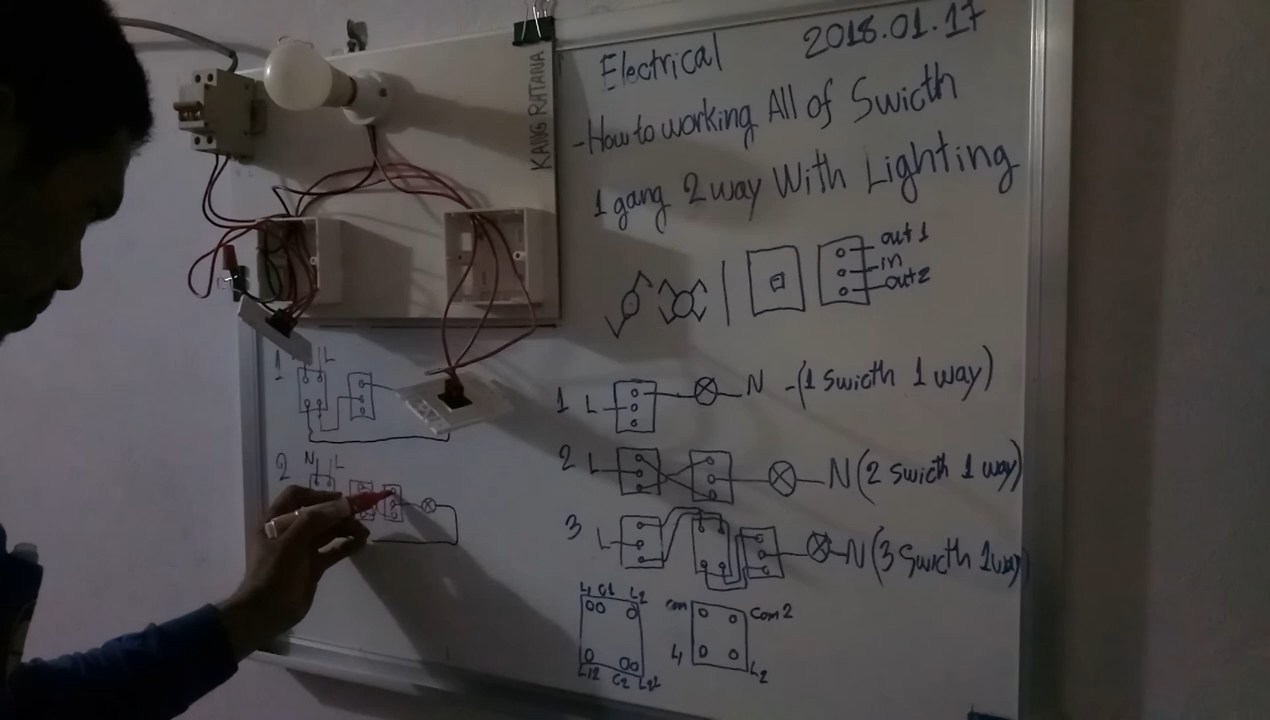 KAING RATANA
Electrical 2018.01.17
-How to working All of Swicth
1 gang 2 way With Lighting
out 1
in
out 2
1 L N -(1 Swicth 1 way)
2 L N (2 Swicth 1 way)
3 L N (3 Swicth 1 way)
L1 C1 L2
L12 C2 L22
com Com 2
L1 L2
1 L
2 N L